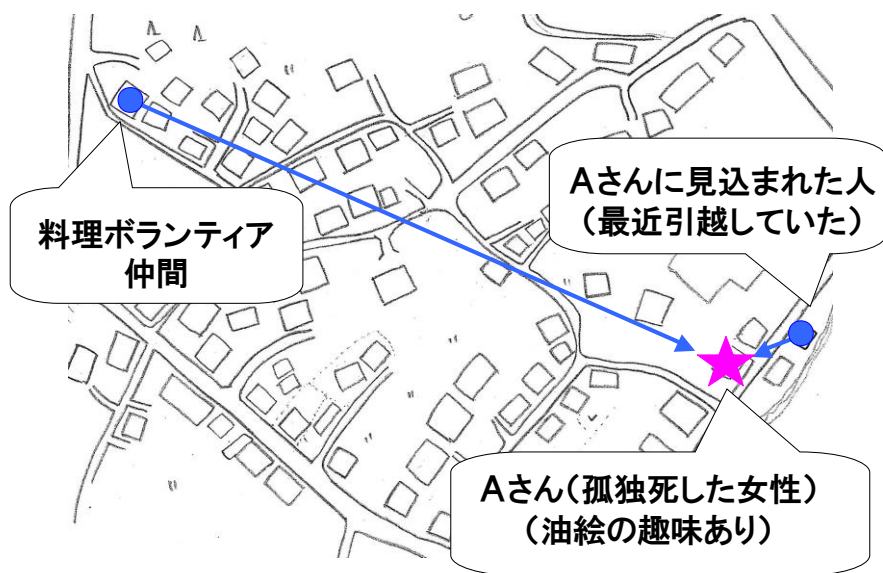 料理ボランティア
仲間
Aさんに見込まれた人
（最近引越していた）
Aさん（孤独死した女性）
（油絵の趣味あり）